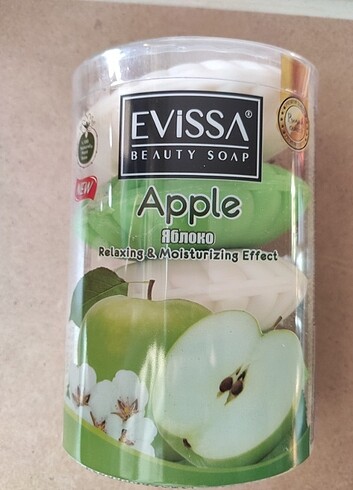 EViSSA®
BEAUTY SOAP
NEW
Apple
Яблоко
Relaxing & Moisturizing Effect